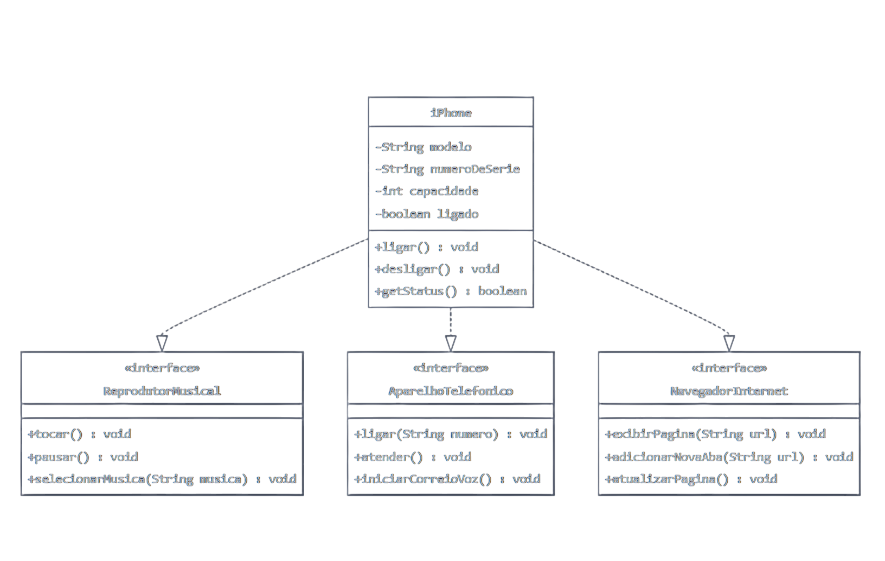 iPhone
-String modelo
-String numeroDeSerie
-int capacidade
-boolean ligado
+ligar() : void
+desligar() : void
+getStatus() : boolean
«interface»
ReprodutorMusical
+tocar() : void
+pausar() : void
+selecionarMusica(String musica) : void
«interface»
AparelhoTelefonico
+ligar(String numero) : void
+atender() : void
+iniciarCorreioVoz() : void
«interface»
NavegadorInternet
+exibirPagina(String url) : void
+adicionarNovaAba(String url) : void
+atualizarPagina() : void